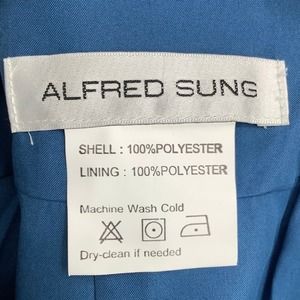 ALFRED SUNG
SHELL : 100%POLYESTER
LINING : 100%POLYESTER
Machine Wash Cold
Dry-clean if needed